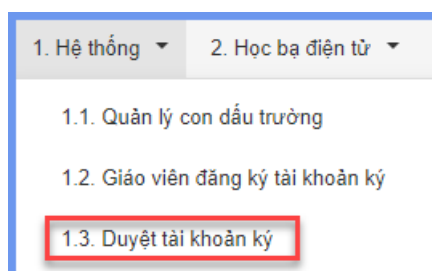 1. Hệ thống 2. Học bạ điện tử
1.1. Quản lý con dấu trường
1.2. Giáo viên đăng ký tài khoản ký
1.3. Duyệt tài khoản ký